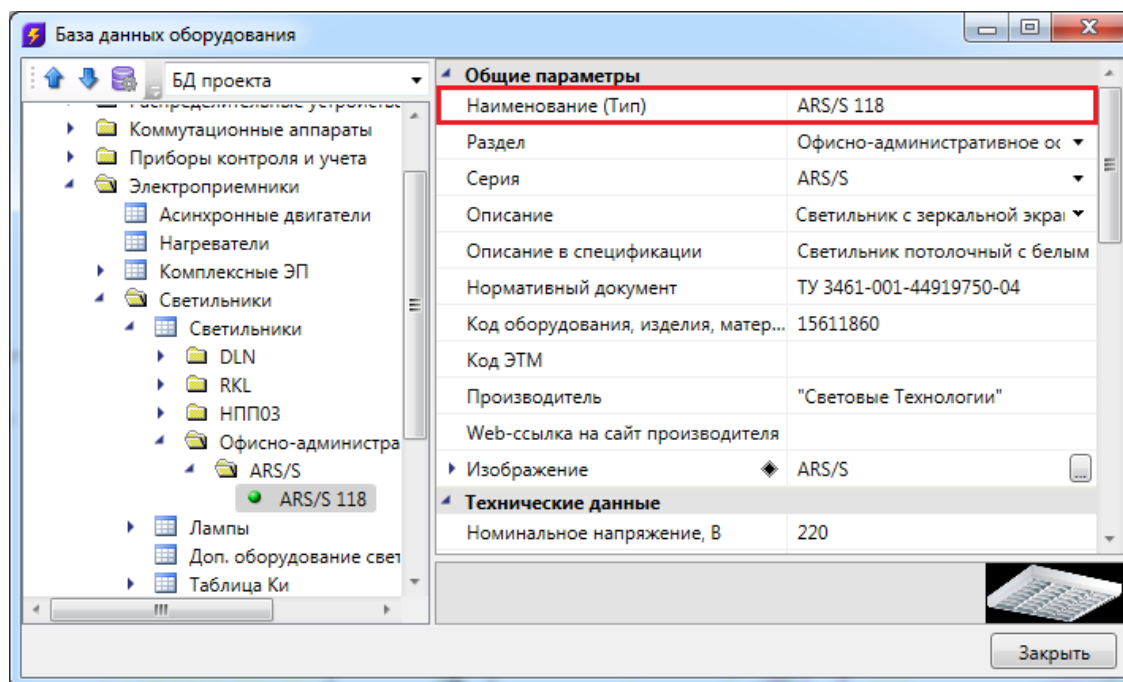 База данных оборудования
БД проекта
Коммутационные аппараты
Приборы контроля и учета
Электроприемники
Асинхронные двигатели
Нагреватели
Комплексные ЭП
Светильники
Светильники
DLN
RKL
НПП03
Офисно-администра
ARS/S
ARS/S 118
Лампы
Доп. оборудование свет
Таблица Ки
Общие параметры
Наименование (Тип) ARS/S 118
Раздел Офисно-административное ос
Серия ARS/S
Описание Светильник с зеркальной экра
Описание в спецификации Светильник потолочный с белым
Нормативный документ ТУ 3461-001-44919750-04
Код оборудования, изделия, матер... 15611860
Код ЭТМ
Производитель "Световые Технологии"
Web-ссылка на сайт производителя
Изображение ARS/S ...
Технические данные
Номинальное напряжение, В 220
Закрыть